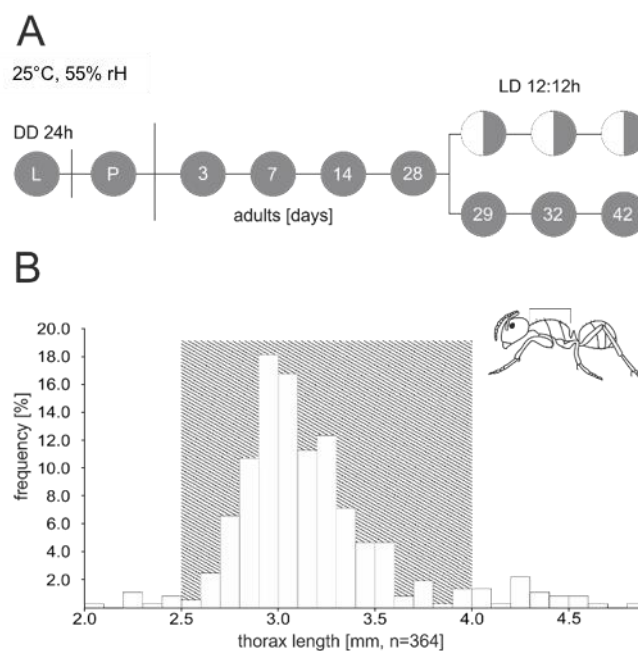 A
25°C, 55% rH
LD 12:12h
DD 24h
L P 3 7 14 28
adults [days]
29 32 42
B
20.0
18.0
16.0
14.0
12.0
10.0
8.0
6.0
4.0
2.0
frequency [%]
2.0 2.5 3.0 3.5 4.0 4.5
thorax length [mm, n=364]